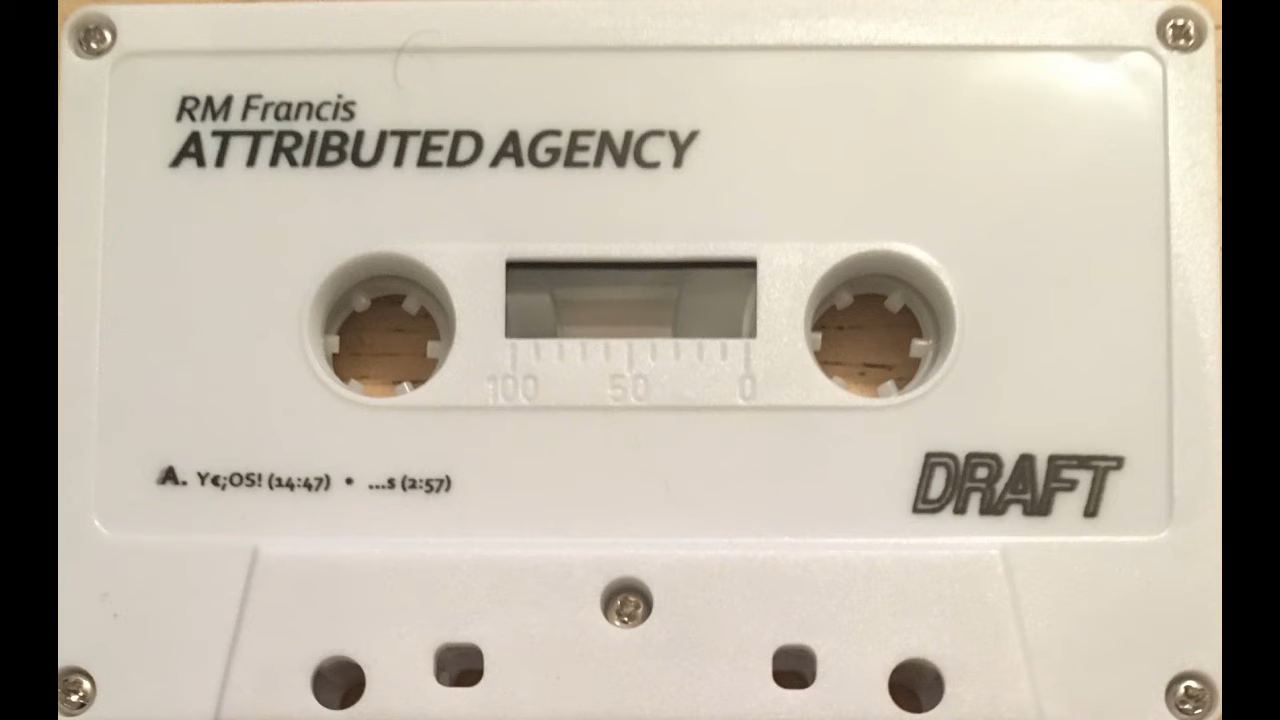 RM Francis
ATTRIBUTED AGENCY
100 50 0
A. Y€;OS! (14:47) • ...s (2:57)
DRAFT